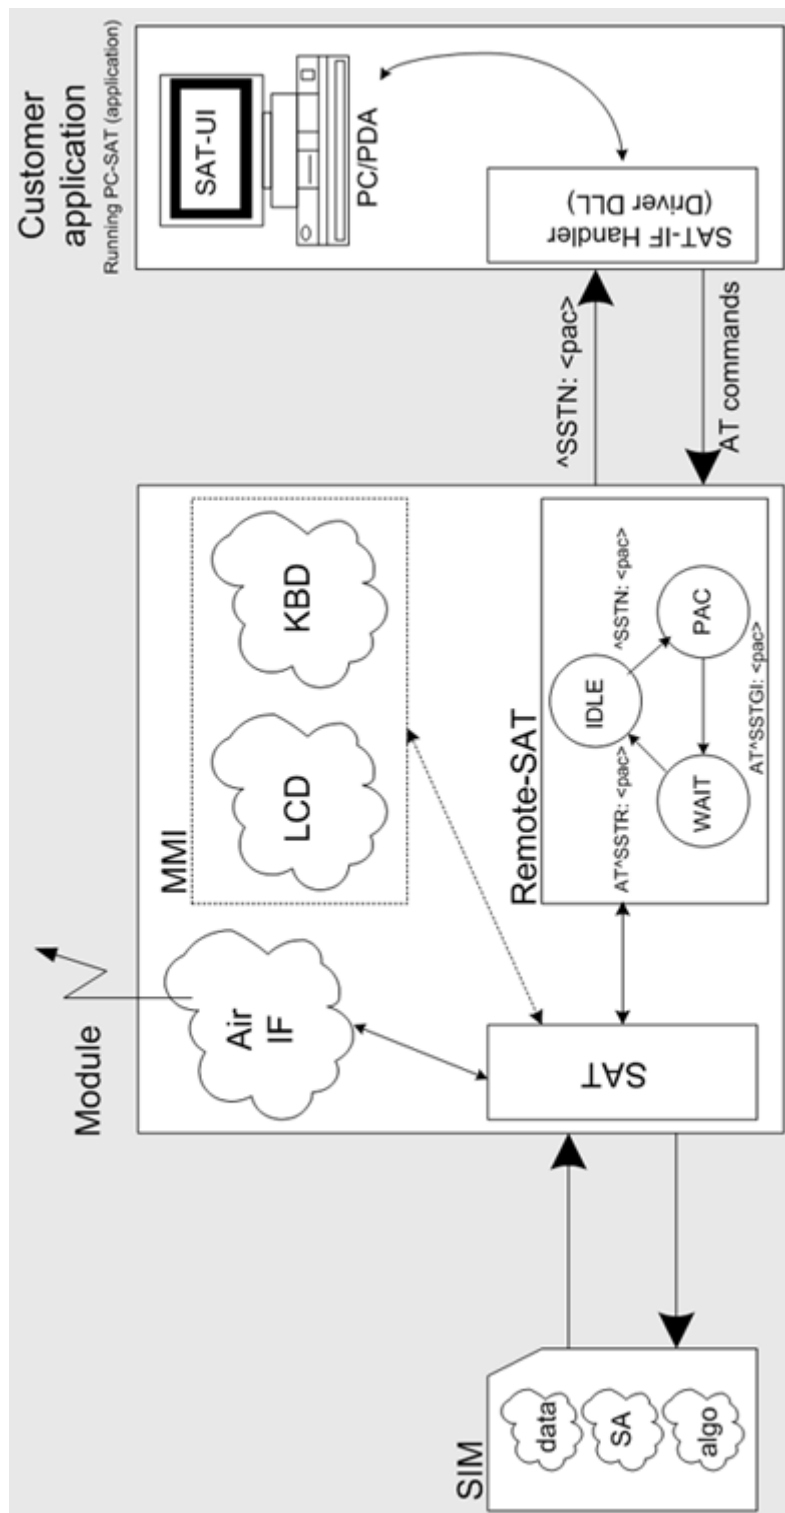 Customer
application
Running PC-SAT (application)
SAT-UI
PC/PDA
SAT-IF Handler
(Driver DLL)
^SSTN: <pac>
AT commands
Module
Air
IF
MMI
LCD
KBD
SAT
Remote-SAT
IDLE
^SSTN: <pac>
PAC
AT^SSTGI: <pac>
WAIT
AT^SSTR: <pac>
SIM
data
SA
algo